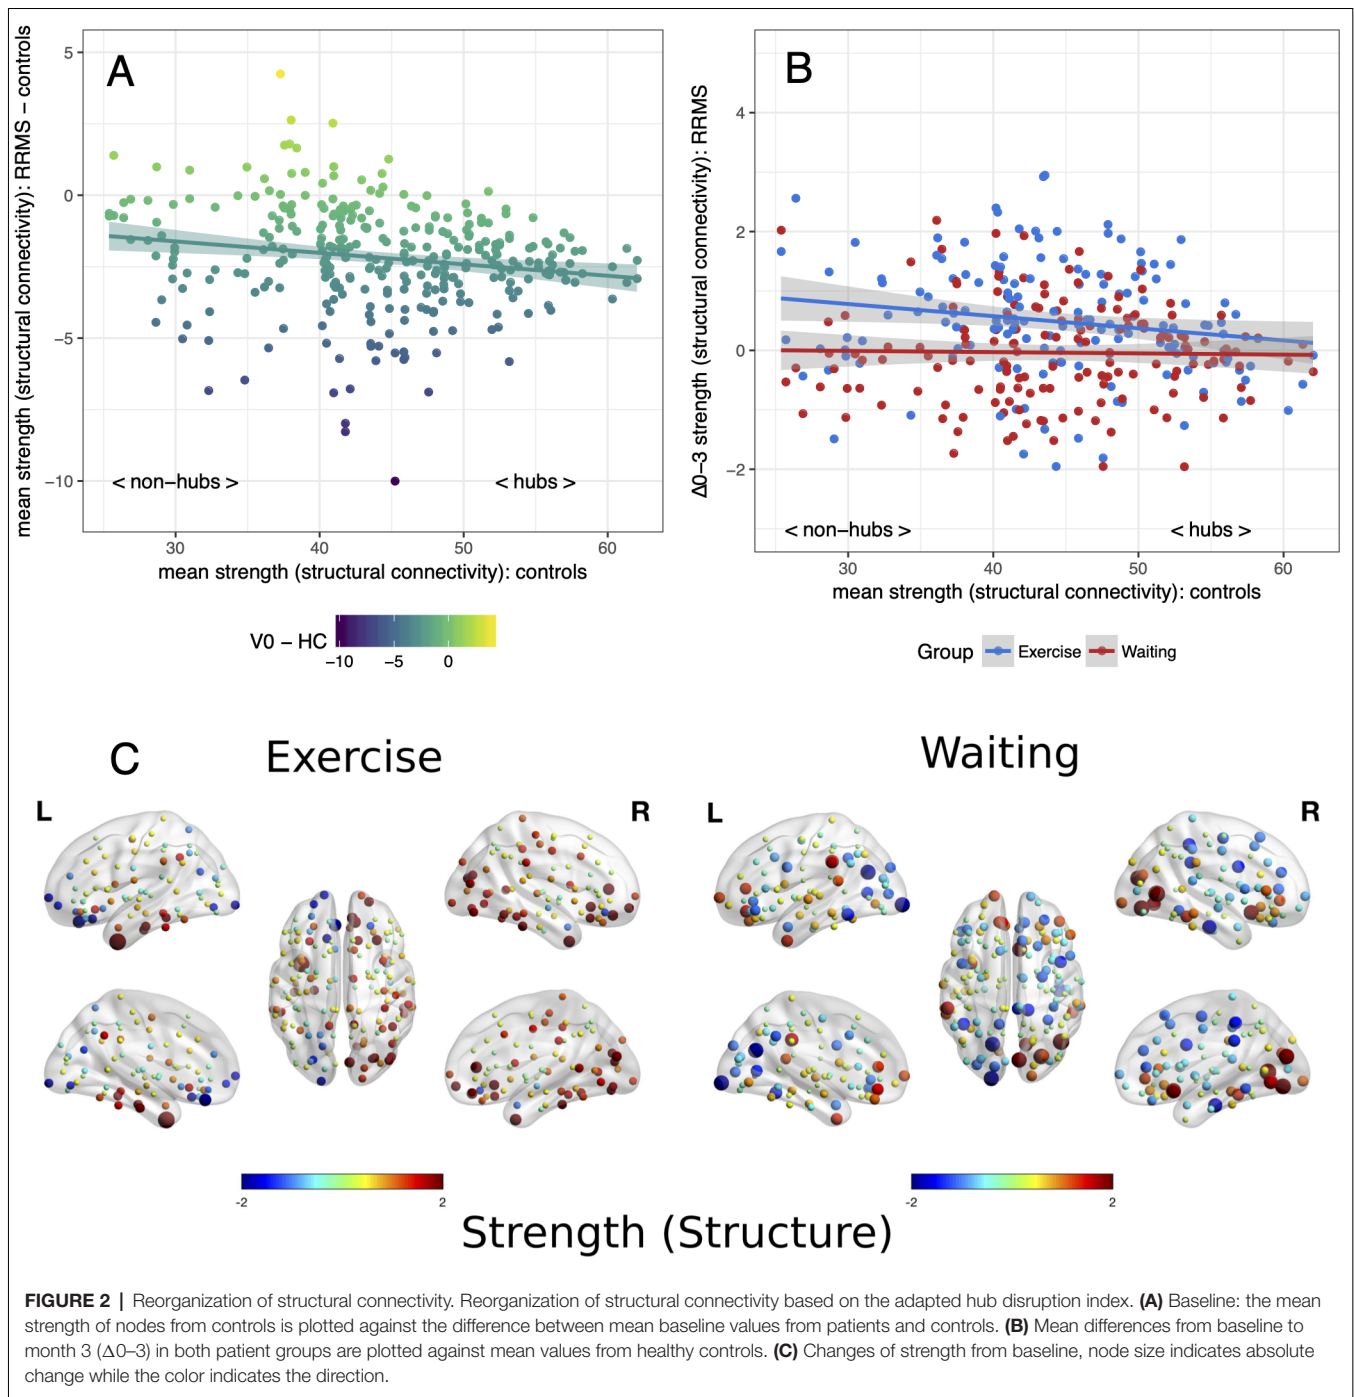 A
mean strength (structural connectivity): RRMS − controls
5
0
−5
−10
< non−hubs >
< hubs >
30
40
50
60
mean strength (structural connectivity): controls
V0 − HC
−10
−5
0
B
Δ0−3 strength (structural connectivity): RRMS
4
2
0
−2
< non−hubs >
< hubs >
30
40
50
60
mean strength (structural connectivity): controls
Group
Exercise
Waiting
C
Exercise
Waiting
L
R
L
R
-2
2
-2
2
Strength (Structure)
FIGURE 2 | Reorganization of structural connectivity. Reorganization of structural connectivity based on the adapted hub disruption index. (A) Baseline: the mean
strength of nodes from controls is plotted against the difference between mean baseline values from patients and controls. (B) Mean differences from baseline to
month 3 (Δ0–3) in both patient groups are plotted against mean values from healthy controls. (C) Changes of strength from baseline, node size indicates absolute
change while the color indicates the direction.